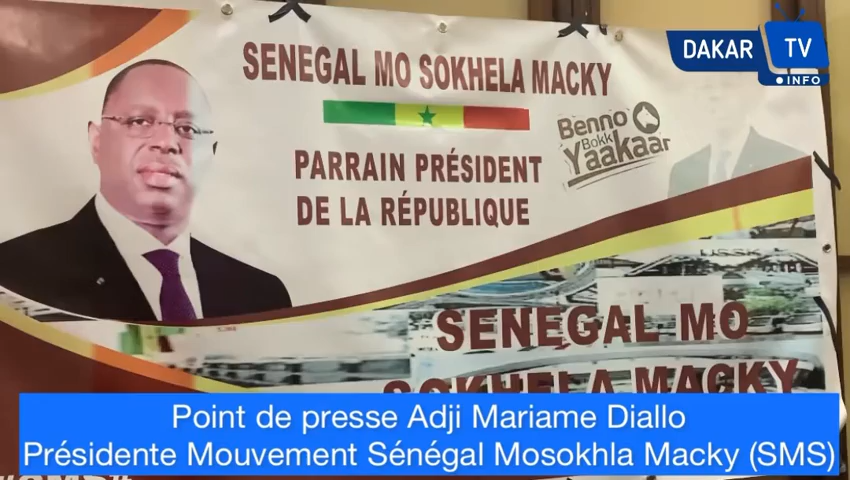 DAKAR TV
INFO
SENEGAL MO SOKHELA MACKY
Benno
Bokk
Yaakaar
PARRAIN PRÉSIDENT
DE LA RÉPUBLIQUE
SENEGAL MO
SOKHELA MACKY
Point de presse Adji Mariame Diallo
Présidente Mouvement Sénégal Mosokhla Macky (SMS)